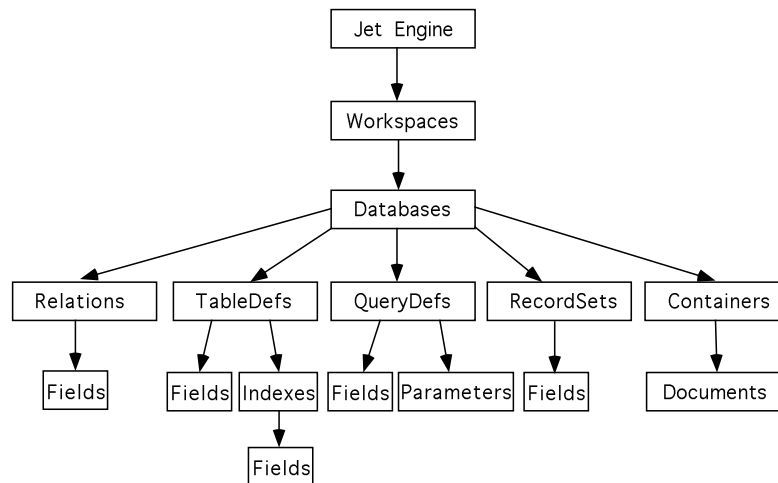 Jet Engine
Workspaces
Databases
Relations TableDefs QueryDefs RecordSets Containers
Fields Fields Indexes Fields Parameters Fields Documents
Fields